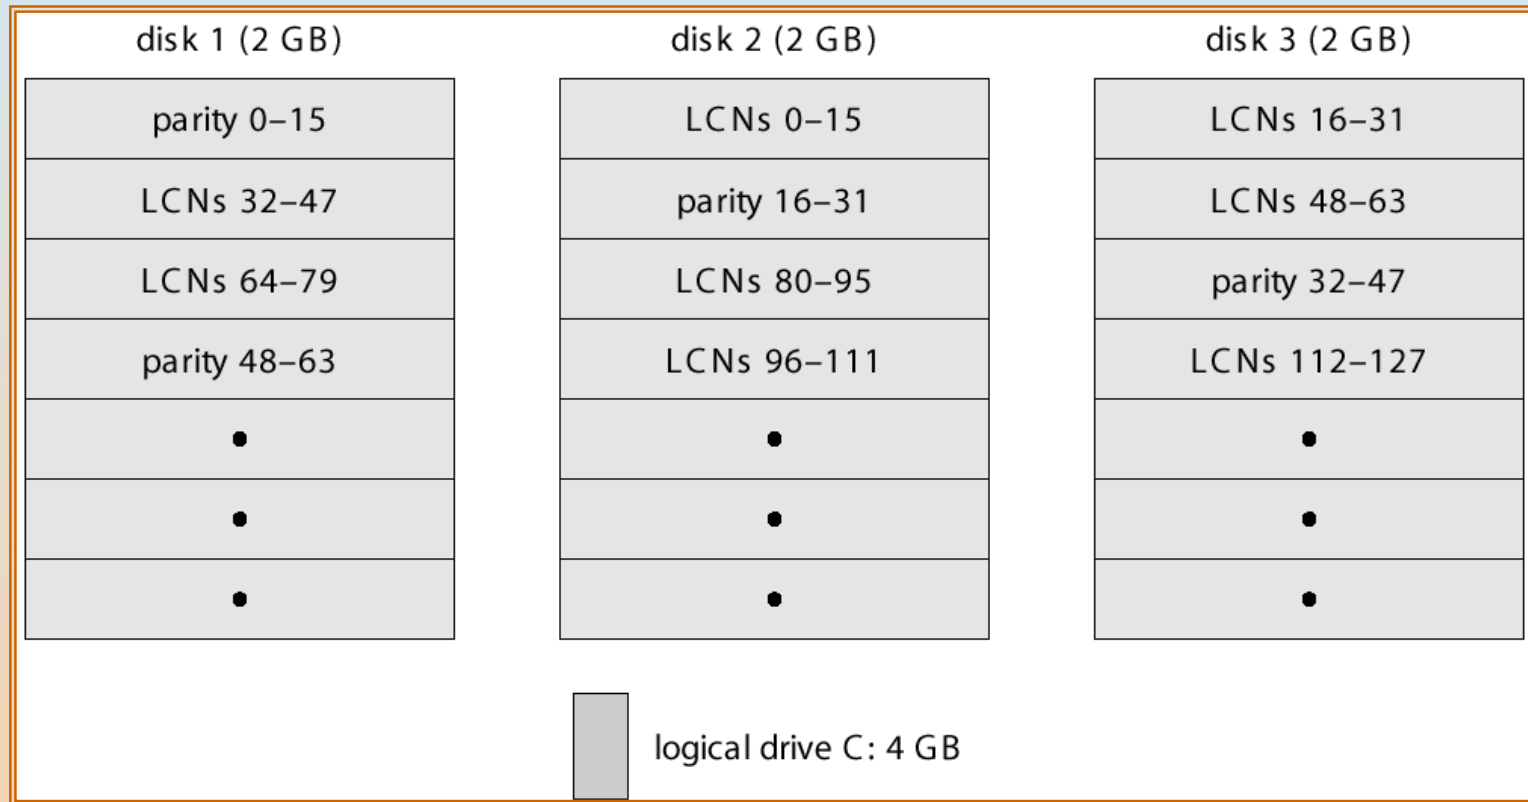 disk 1 (2 GB) disk 2 (2 GB) disk 3 (2 GB)
parity 0–15 LCNs 0–15 LCNs 16–31
LCNs 32–47 parity 16–31 LCNs 48–63
LCNs 64–79 LCNs 80–95 parity 32–47
parity 48–63 LCNs 96–111 LCNs 112–127
logical drive C: 4 GB